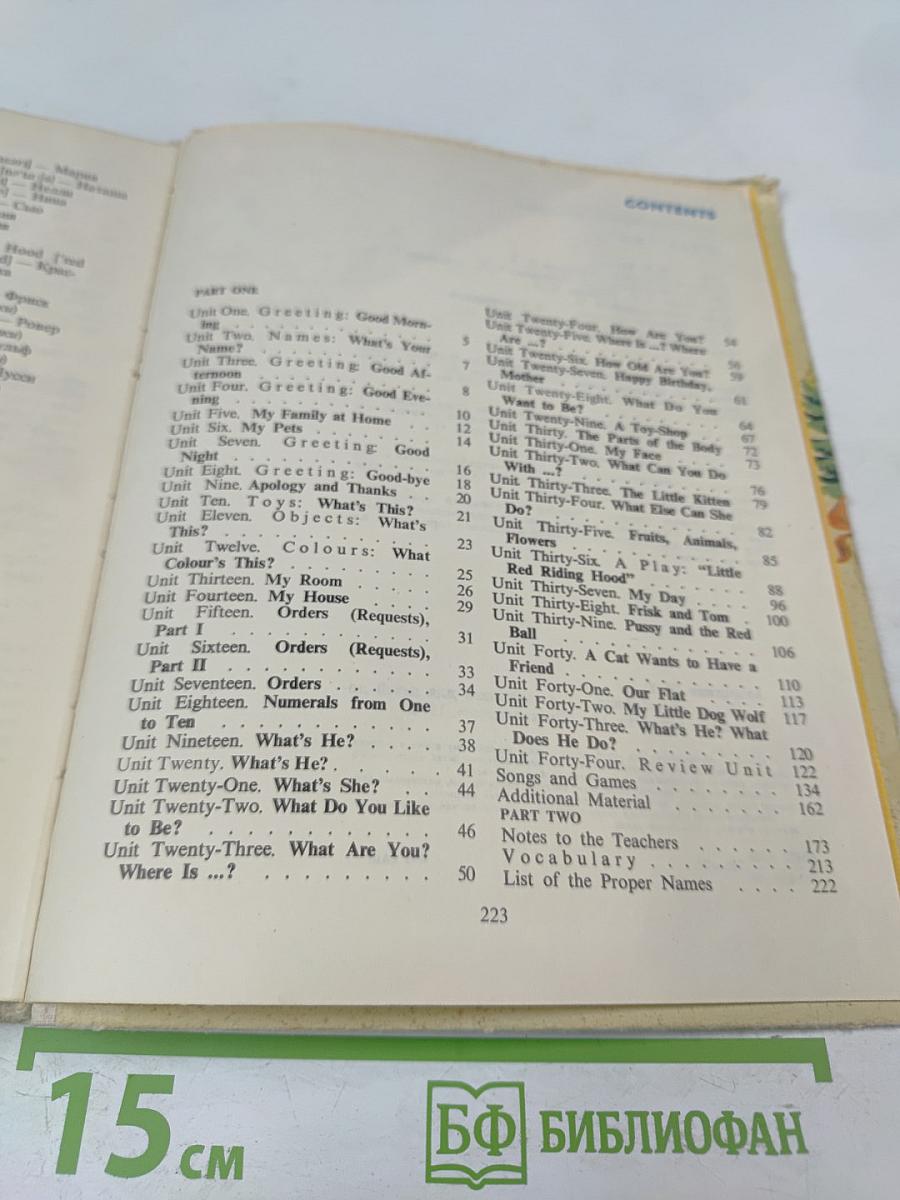 — Мария
— Наташа
— Нелли
— Нина
— Сью
Hood ['red
— Крас-
Фриск
— Ровер
Пусси
CONTENTS
PART ONE
Unit One. Greeting: Good Morn-
ing . . . . . . . . . . 5
Unit Two. Names: What's Your
Name? . . . . . . . . . 7
Unit Three. Greeting: Good Af-
ternoon . . . . . . . . . 8
Unit Four. Greeting: Good Eve-
ning . . . . . . . . . . 10
Unit Five. My Family at Home . . 12
Unit Six. My Pets . . . . . . 14
Unit Seven. Greeting: Good
Night . . . . . . . . . . 16
Unit Eight. Greeting: Good-bye 18
Unit Nine. Apology and Thanks . . 20
Unit Ten. Toys: What's This? 21
Unit Eleven. Objects: What's
This? . . . . . . . . . . 23
Unit Twelve. Colours: What
Colour's This? . . . . . . . . 25
Unit Thirteen. My Room . . . . 26
Unit Fourteen. My House . . . . 29
Unit Fifteen. Orders (Requests),
Part I . . . . . . . . . . 31
Unit Sixteen. Orders (Requests),
Part II . . . . . . . . . . 33
Unit Seventeen. Orders . . . . . . 34
Unit Eighteen. Numerals from One
to Ten . . . . . . . . . . 37
Unit Nineteen. What's He? . . . . 38
Unit Twenty. What's He? . . . . . 41
Unit Twenty-One. What's She? . . 44
Unit Twenty-Two. What Do You Like
to Be? . . . . . . . . . . . 46
Unit Twenty-Three. What Are You?
Where Is ...? . . . . . . . . . 50
Unit Twenty-Four. How Are You? 54
Unit Twenty-Five. Where Is ...? Where
Are ...? . . . . . . . . . 56
Unit Twenty-Six. How Old Are You? 59
Unit Twenty-Seven. Happy Birthday,
Mother . . . . . . . . . 61
Unit Twenty-Eight. What Do You
Want to Be? . . . . . . . . 64
Unit Twenty-Nine. A Toy-Shop . . . 67
Unit Thirty. The Parts of the Body 72
Unit Thirty-One. My Face . . . . 73
Unit Thirty-Two. What Can You Do
With ...? . . . . . . . . . 76
Unit Thirty-Three. The Little Kitten 79
Unit Thirty-Four. What Else Can She
Do? . . . . . . . . . . . 82
Unit Thirty-Five. Fruits, Animals,
Flowers . . . . . . . . . 85
Unit Thirty-Six. A Play: “Little
Red Riding Hood” . . . . . . 88
Unit Thirty-Seven. My Day . . . . 96
Unit Thirty-Eight. Frisk and Tom . 100
Unit Thirty-Nine. Pussy and the Red
Ball . . . . . . . . . . . 106
Unit Forty. A Cat Wants to Have a
Friend . . . . . . . . . . . 110
Unit Forty-One. Our Flat . . . . 113
Unit Forty-Two. My Little Dog Wolf 117
Unit Forty-Three. What's He? What
Does He Do? . . . . . . . . . 120
Unit Forty-Four. Review Unit 122
Songs and Games . . . . . . . . 134
Additional Material . . . . . . 162
PART TWO
Notes to the Teachers . . . . . . 173
Vocabulary . . . . . . . . . 213
List of the Proper Names . . . . 222
223
15 см
БФ БИБЛИОФАН